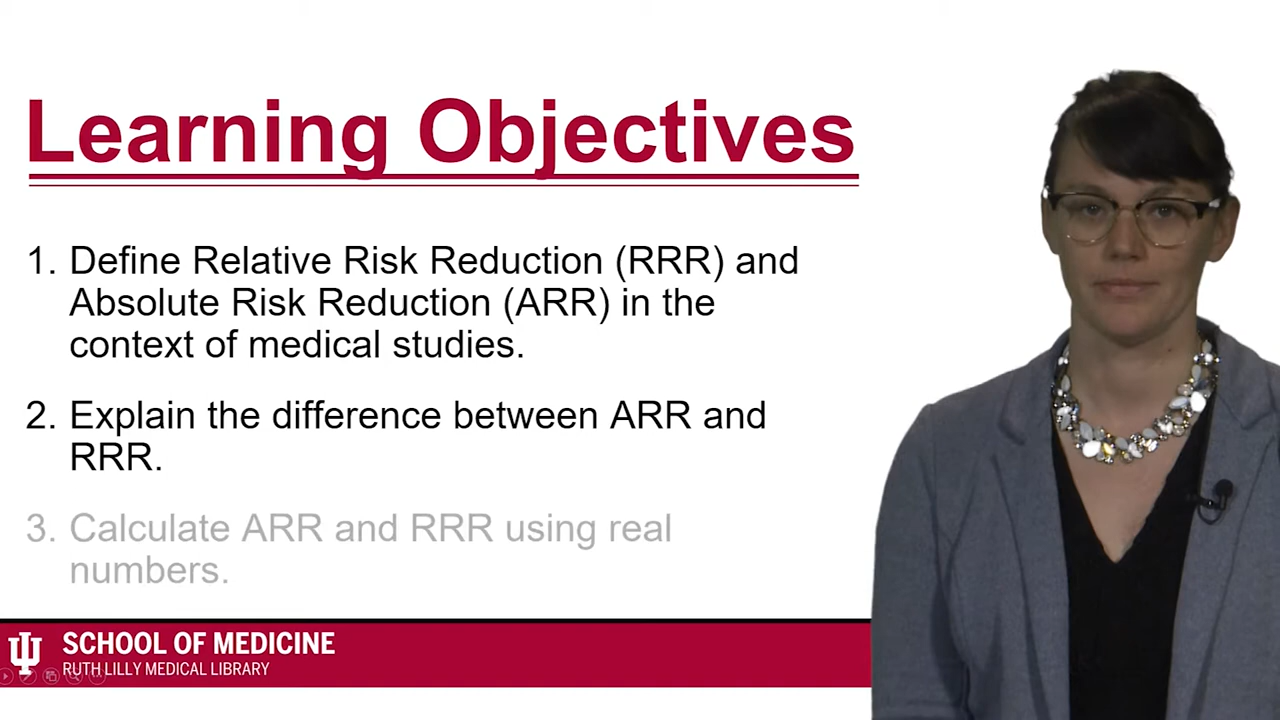 Learning Objectives
1. Define Relative Risk Reduction (RRR) and
Absolute Risk Reduction (ARR) in the
context of medical studies.
2. Explain the difference between ARR and
RRR.
3. Calculate ARR and RRR using real
numbers.
SCHOOL OF MEDICINE
RUTH LILLY MEDICAL LIBRARY